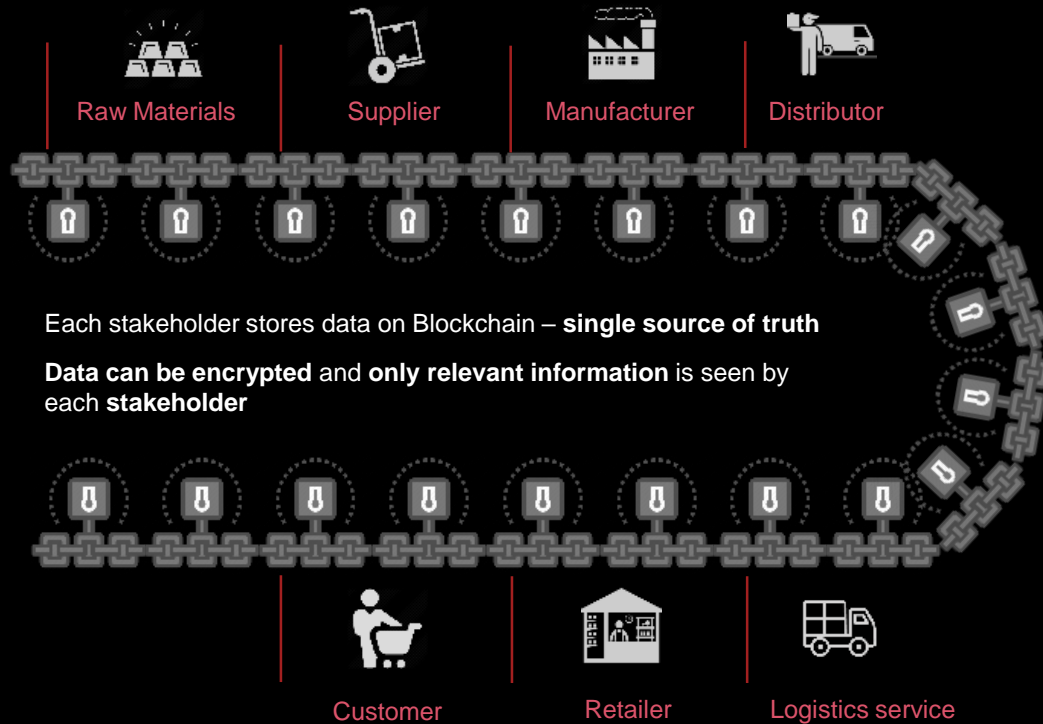 Raw Materials
Supplier
Manufacturer
Distributor
Each stakeholder stores data on Blockchain – single source of truth
Data can be encrypted and only relevant information is seen by
each stakeholder
Customer
Retailer
Logistics service